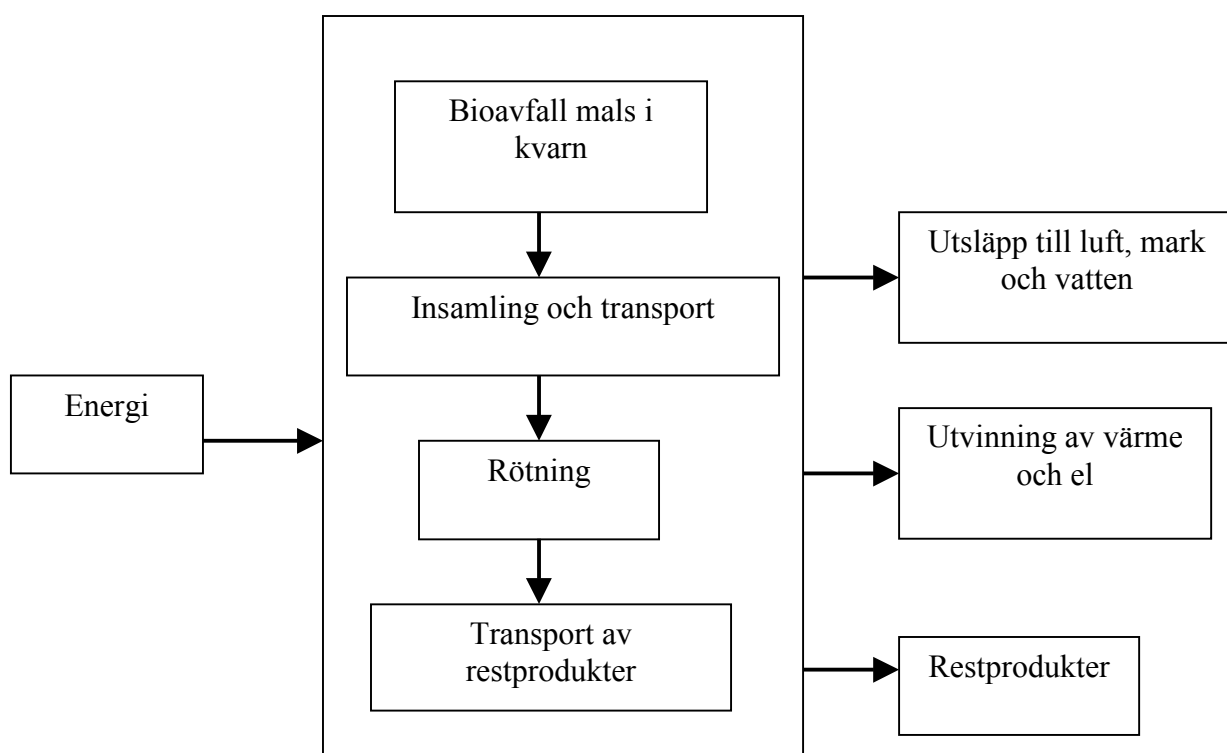 Energi
Bioavfall mals i
kvarn
Insamling och transport
Rötning
Transport av
restprodukter
Utsläpp till luft, mark
och vatten
Utvinning av värme
och el
Restprodukter